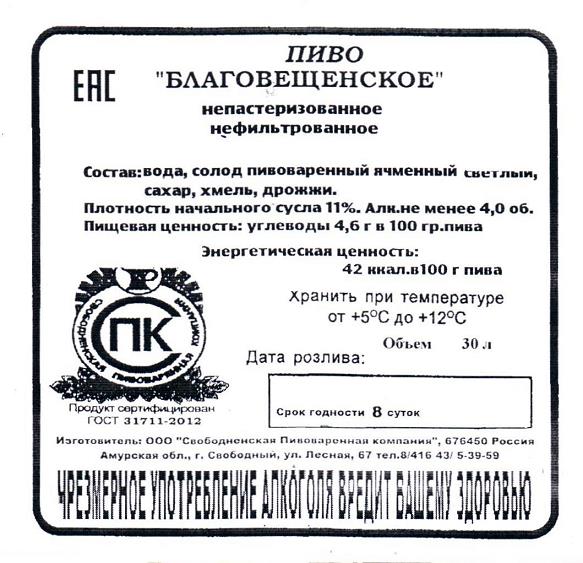 ПИВО
"БЛАГОВЕЩЕНСКОЕ"
ЕАС
непастеризованное
нефильтрованное
Состав:вода, солод пивоваренный ячменный светлый,
сахар, хмель, дрожжи.
Плотность начального сусла 11%. Алк.не менее 4,0 об.
Пищевая ценность: углеводы 4,6 г в 100 гр.пива
Энергетическая ценность:
42 ккал.в100 г пива
Хранить при температуре
от +5°С до +12°С
Объем 30 л
СВОБОДНЕНСКАЯ ПИВОВАРЕННАЯ КОМПАНИЯ
СПК
Дата розлива:
Срок годности 8 суток
Продукт сертифицирован
ГОСТ 31711-2012
Изготовитель: ООО "Свободненская Пивоваренная компания", 676450 Россия
Амурская обл., г. Свободный, ул. Лесная, 67 тел.8/416 43/ 5-39-59
ЧРЕЗМЕРНОЕ УПОТРЕБЛЕНИЕ АЛКОГОЛЯ ВРЕДИТ ВАШЕМУ ЗДОРОВЬЮ